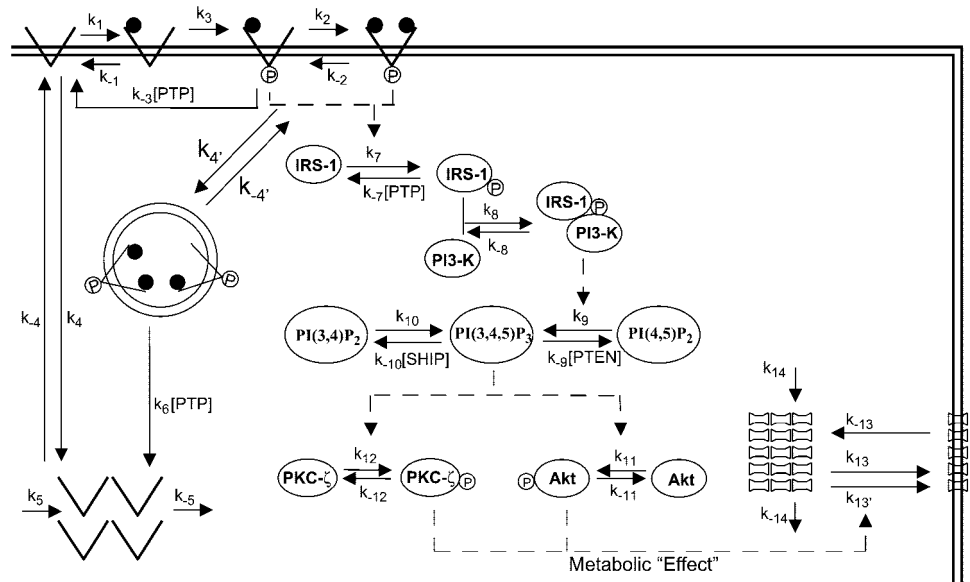 k1 k3 k2
k-1 k-2
P P
k-3[PTP]
k4' k-4'
k7
IRS-1 IRS-1 P
k-7[PTP]
k8
IRS-1 P
k-8
PI3-K PI3-K
P P
k-4 k4
k10 k9
PI(3,4)P2 PI(3,4,5)P3 PI(4,5)P2
k-10[SHIP] k-9[PTEN]
k14
k6[PTP]
k-13
k12 k11
k13
PKC-ζ PKC-ζ P P Akt Akt
k-12 k-11
k13'
k5 k-5
k-14
Metabolic "Effect"